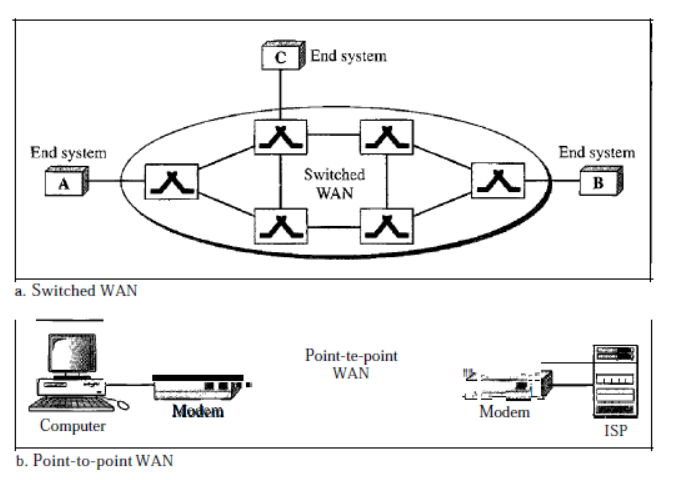 C End system
End system
A
Switched
WAN
End system
B
a. Switched WAN
Point-te-point
WAN
Computer
Modem
Modem
ISP
b. Point-to-point WAN